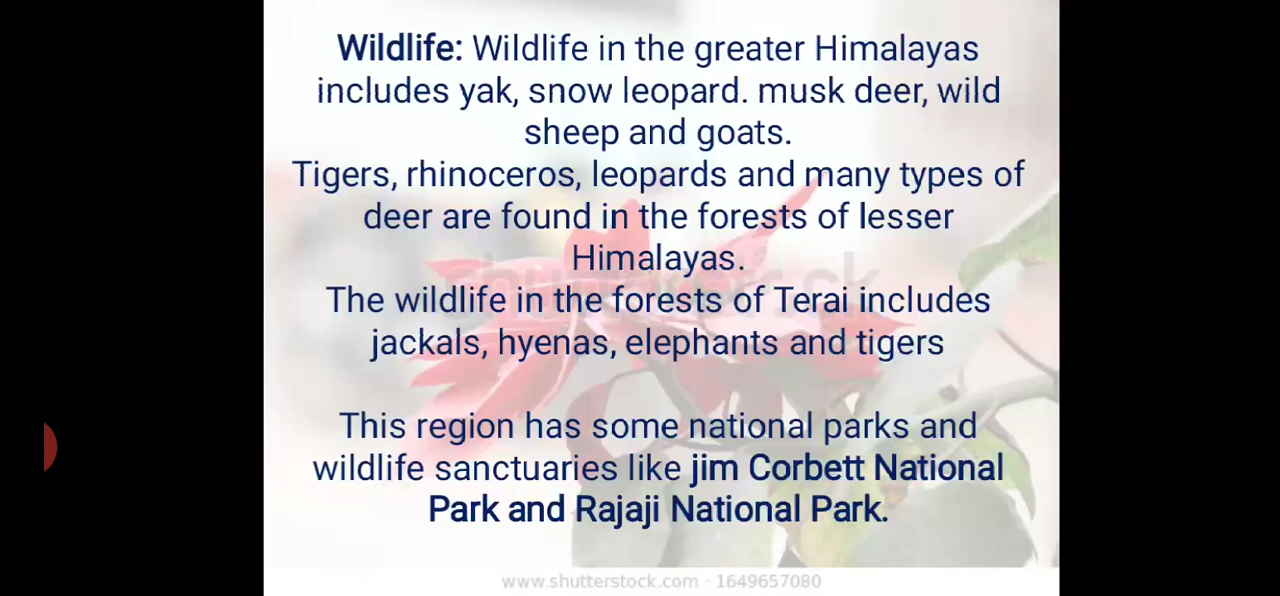 Wildlife: Wildlife in the greater Himalayas
includes yak, snow leopard. musk deer, wild
sheep and goats.
Tigers, rhinoceros, leopards and many types of
deer are found in the forests of lesser
Himalayas.
The wildlife in the forests of Terai includes
jackals, hyenas, elephants and tigers
This region has some national parks and
wildlife sanctuaries like jim Corbett National
Park and Rajaji National Park.
www.shutterstock.com · 1649657080